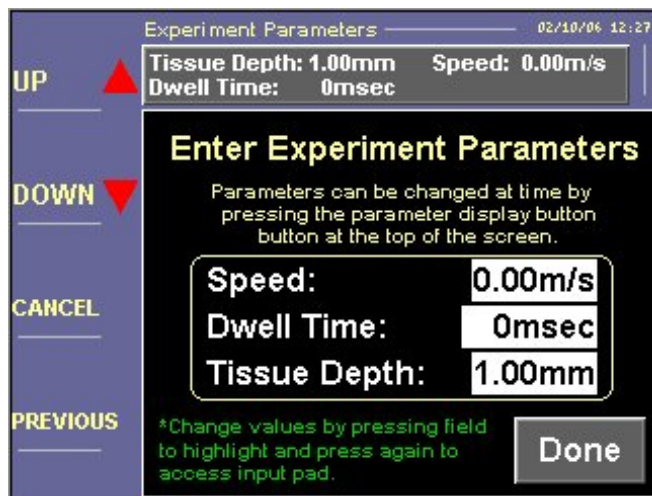 Experiment Parameters 02/10/06 12:27
Tissue Depth: 1.00mm Speed: 0.00m/s
Dwell Time: 0msec
UP
DOWN
CANCEL
PREVIOUS
Enter Experiment Parameters
Parameters can be changed at time by
pressing the parameter display button
button at the top of the screen.
Speed: 0.00m/s
Dwell Time: 0msec
Tissue Depth: 1.00mm
*Change values by pressing field
to highlight and press again to
access input pad.
Done